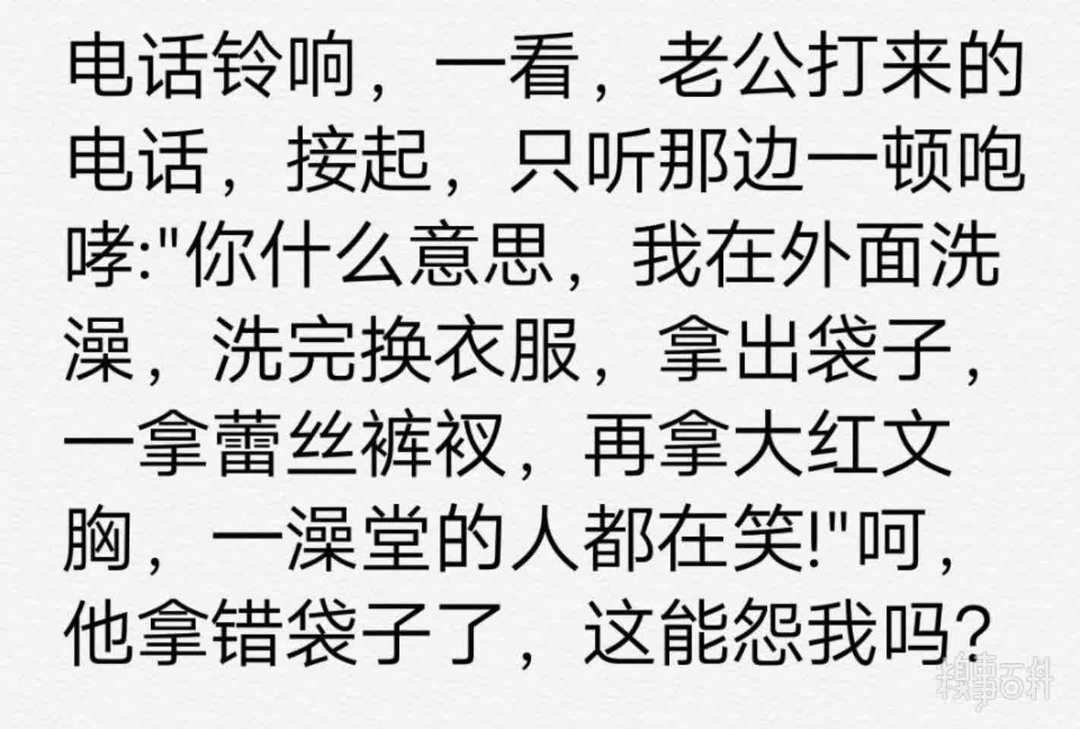 电话铃响，一看，老公打来的
电话，接起，只听那边一顿咆
哮:"你什么意思，我在外面洗
澡，洗完换衣服，拿出袋子，
一拿蕾丝裤衩，再拿大红文
胸，一澡堂的人都在笑!"呵，
他拿错袋子了，这能怨我吗?
糗事百科